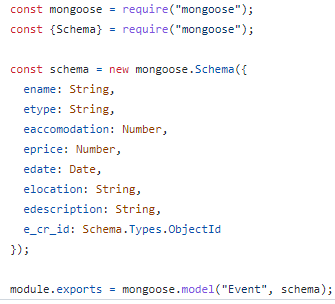 const mongoose = require("mongoose");
const {Schema} = require("mongoose");
const schema = new mongoose.Schema({
ename: String,
etype: String,
eaccomodation: Number,
eprice: Number,
edate: Date,
elocation: String,
edescription: String,
e_cr_id: Schema.Types.ObjectId
});
module.exports = mongoose.model("Event", schema);